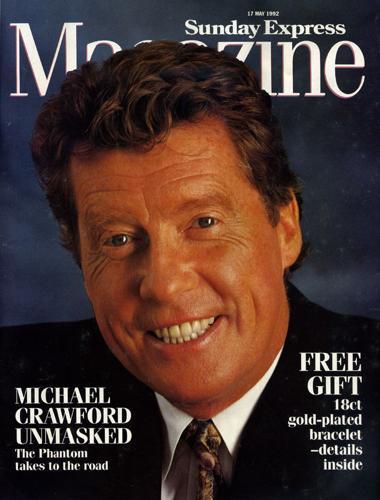 17 MAY 1992
Sunday Express
Magazine
MICHAEL
CRAWFORD
UNMASKED
The Phantom
takes to the road
FREE
GIFT
18ct
gold-plated
bracelet
–details
inside